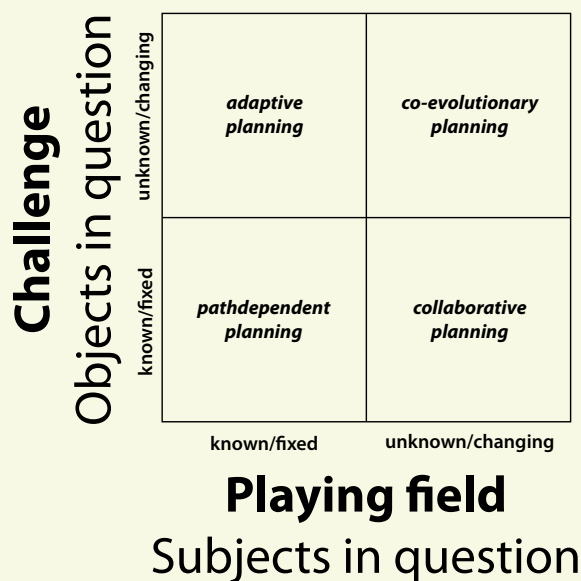 Challenge
Objects in question
unknown/changing
known/fixed
adaptive
planning
co-evolutionary
planning
pathdependent
planning
collaborative
planning
known/fixed
unknown/changing
Playing field
Subjects in question